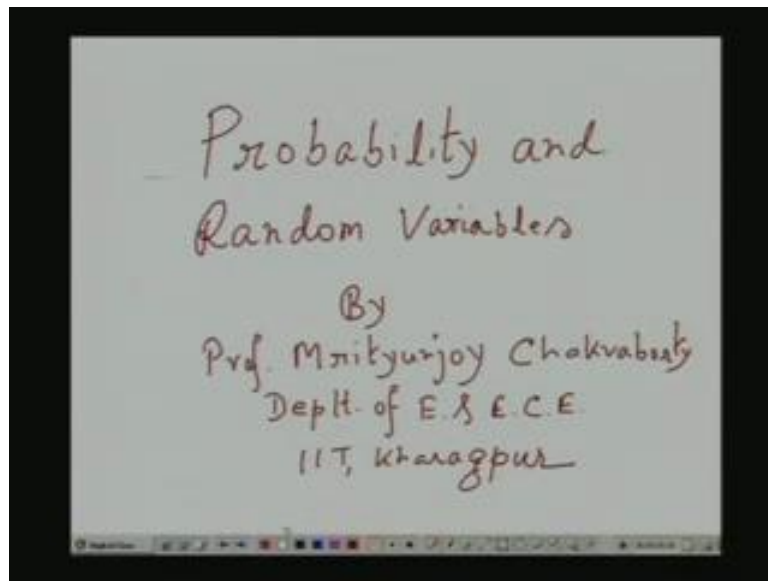 Probability and
Random Variables
By
Prof. Mrityunjoy Chakraborty
Deptt. of E & E.C.E.
IIT, Kharagpur